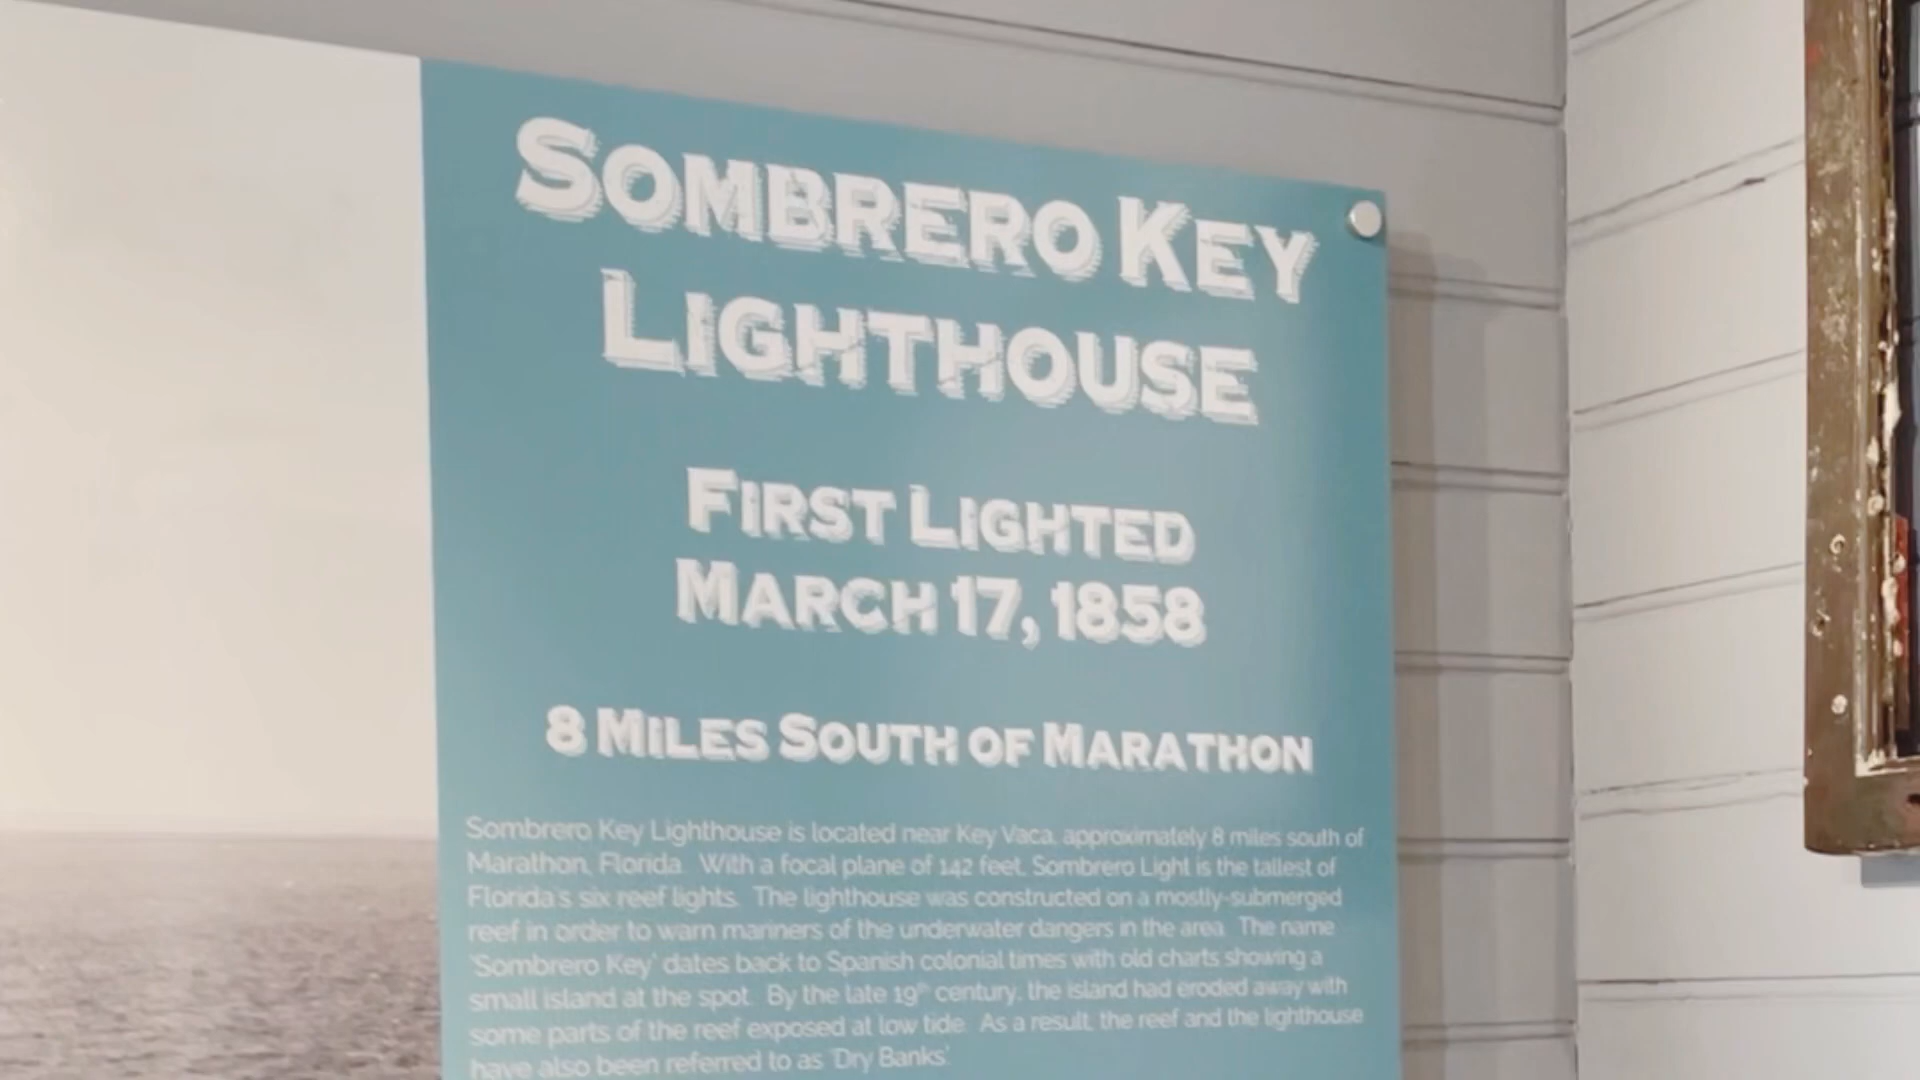 SOMBRERO KEY
LIGHTHOUSE
FIRST LIGHTED
MARCH 17, 1858
8 MILES SOUTH OF MARATHON
Sombrero Key Lighthouse is located near Key Vaca, approximately 8 miles south of
Marathon, Florida. With a focal plane of 142 feet, Sombrero Light is the tallest of
Florida's six reef lights. The lighthouse was constructed on a mostly-submerged
reef in order to warn mariners of the underwater dangers in the area. The name
'Sombrero Key' dates back to Spanish colonial times with old charts showing a
small island at the spot. By the late 19th century, the island had eroded away with
some parts of the reef exposed at low tide. As a result, the reef and the lighthouse
have also been referred to as 'Dry Banks'.